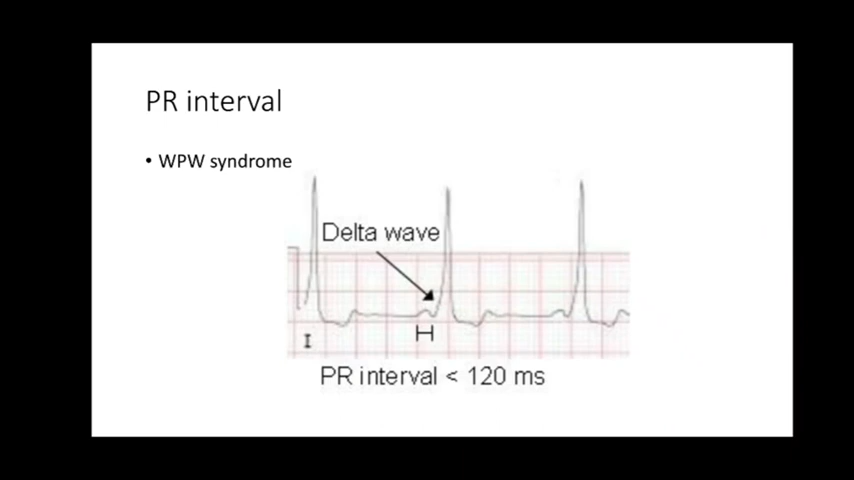 PR interval
• WPW syndrome
Delta wave
I
PR interval < 120 ms